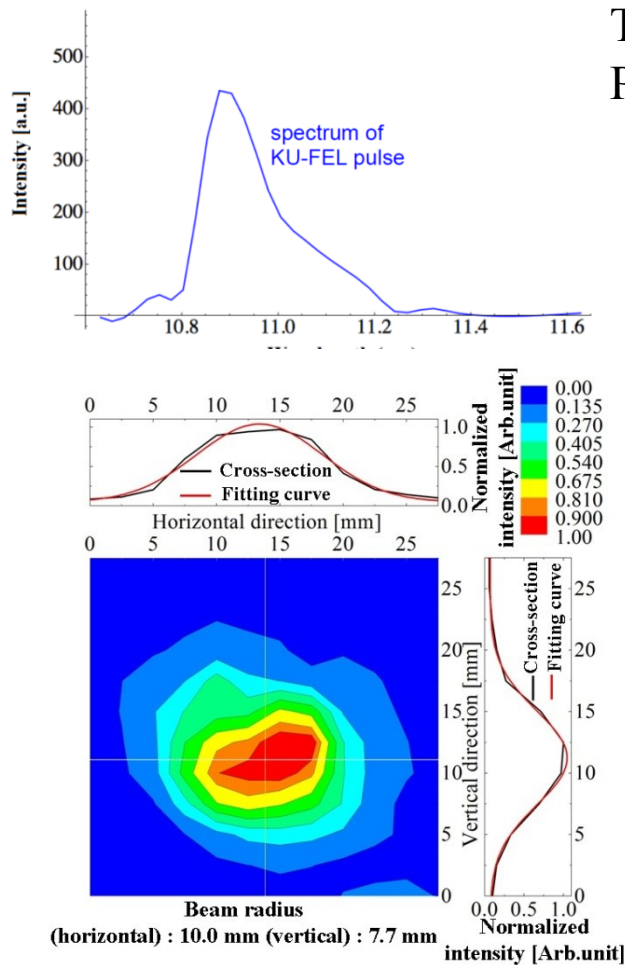 T
F
500
400
300
200
100
Intensity [a.u.]
spectrum of
KU-FEL pulse
10.8 11.0 11.2 11.4 11.6
0 5 10 15 20 25
1.0
0.5
0.0
Normalized
intensity [Arb.unit]
Cross-section
Fitting curve
Horizontal direction [mm]
0 5 10 15 20 25
0.00
0.135
0.270
0.405
0.540
0.675
0.810
0.900
1.00
25
20
15
10
5
0
Vertical direction [mm]
Cross-section
Fitting curve
0.0 0.5 1.0
Normalized
intensity [Arb.unit]
Beam radius
(horizontal) : 10.0 mm (vertical) : 7.7 mm